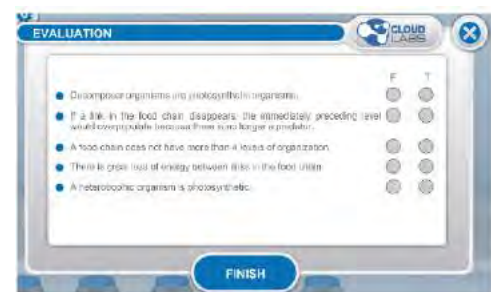 EVALUATION
CLOUD
LABS
F T
Decomposer organisms are photosynthetic organisms.
If a link in the food chain disappears, the immediately preceding level
would overpopulate because there is no longer a predator.
A food chain does not have more than 4 levels of organization.
There is great loss of energy between links in the food chain.
A heterotrophic organism is photosynthetic.
FINISH